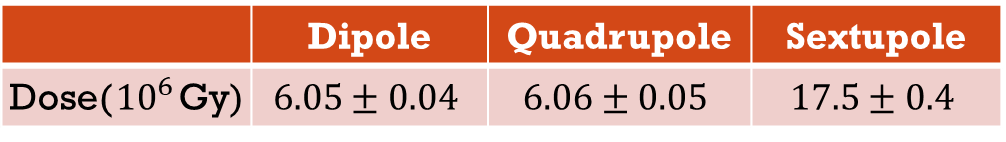 Dipole Quadrupole Sextupole
Dose(10⁶ Gy) 6.05 ± 0.04 6.06 ± 0.05 17.5 ± 0.4